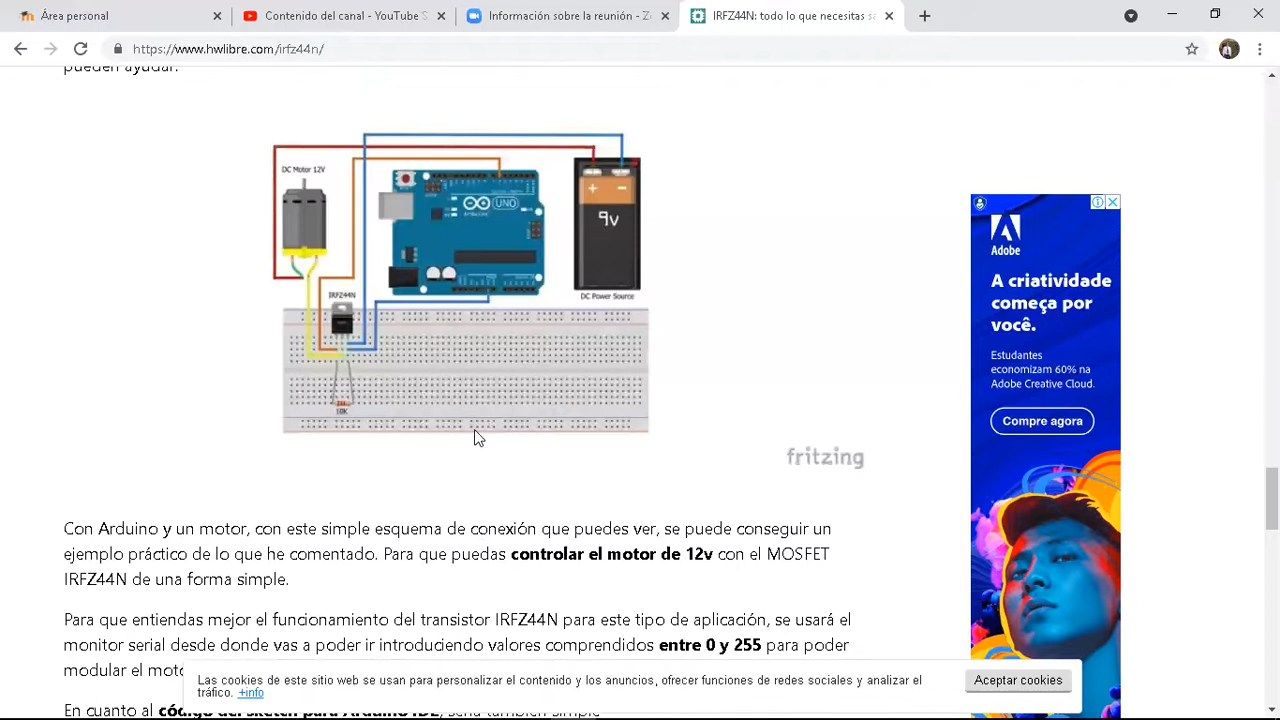 Área personal
Contenido del canal - YouTube S
Información sobre la reunión - Zo
IRFZ44N: todo lo que necesitas sa
https://www.hwlibre.com/irfz44n/
pueden ayudar.
DC Motor 12V
UNO
+ -
9v
IRFZ44N
DC Power Source
10K
fritzing
Adobe
A criatividade
começa por
você.
Estudantes
economizam 60% na
Adobe Creative Cloud.
Compre agora
Con Arduino y un motor, con este simple esquema de conexión que puedes ver, se puede conseguir un
ejemplo práctico de lo que he comentado. Para que puedas controlar el motor de 12v con el MOSFET
IRFZ44N de una forma simple.
Para que entiendas mejor el funcionamiento del transistor IRFZ44N para este tipo de aplicación, se usará el
monitor serial desde donde vas a poder ir introduciendo valores comprendidos entre 0 y 255 para poder
modular el moto
Las cookies de este sitio web se usan para personalizar el contenido y los anuncios, ofrecer funciones de redes sociales y analizar el
tráfico. +info
Aceptar cookies
En cuanto al código del sketch para Arduino IDE, sería también simple